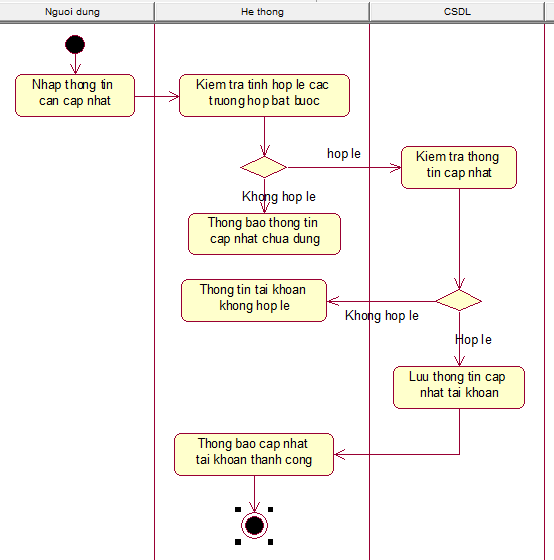 Nguoi dung
He thong
CSDL
Nhap thong tin
can cap nhat
Kiem tra tinh hop le cac
truong hop bat buoc
hop le
Kiem tra thong
tin cap nhat
Khong hop le
Thong bao thong tin
cap nhat chua dung
Thong tin tai khoan
khong hop le
Khong hop le
Hop le
Luu thong tin cap
nhat tai khoan
Thong bao cap nhat
tai khoan thanh cong